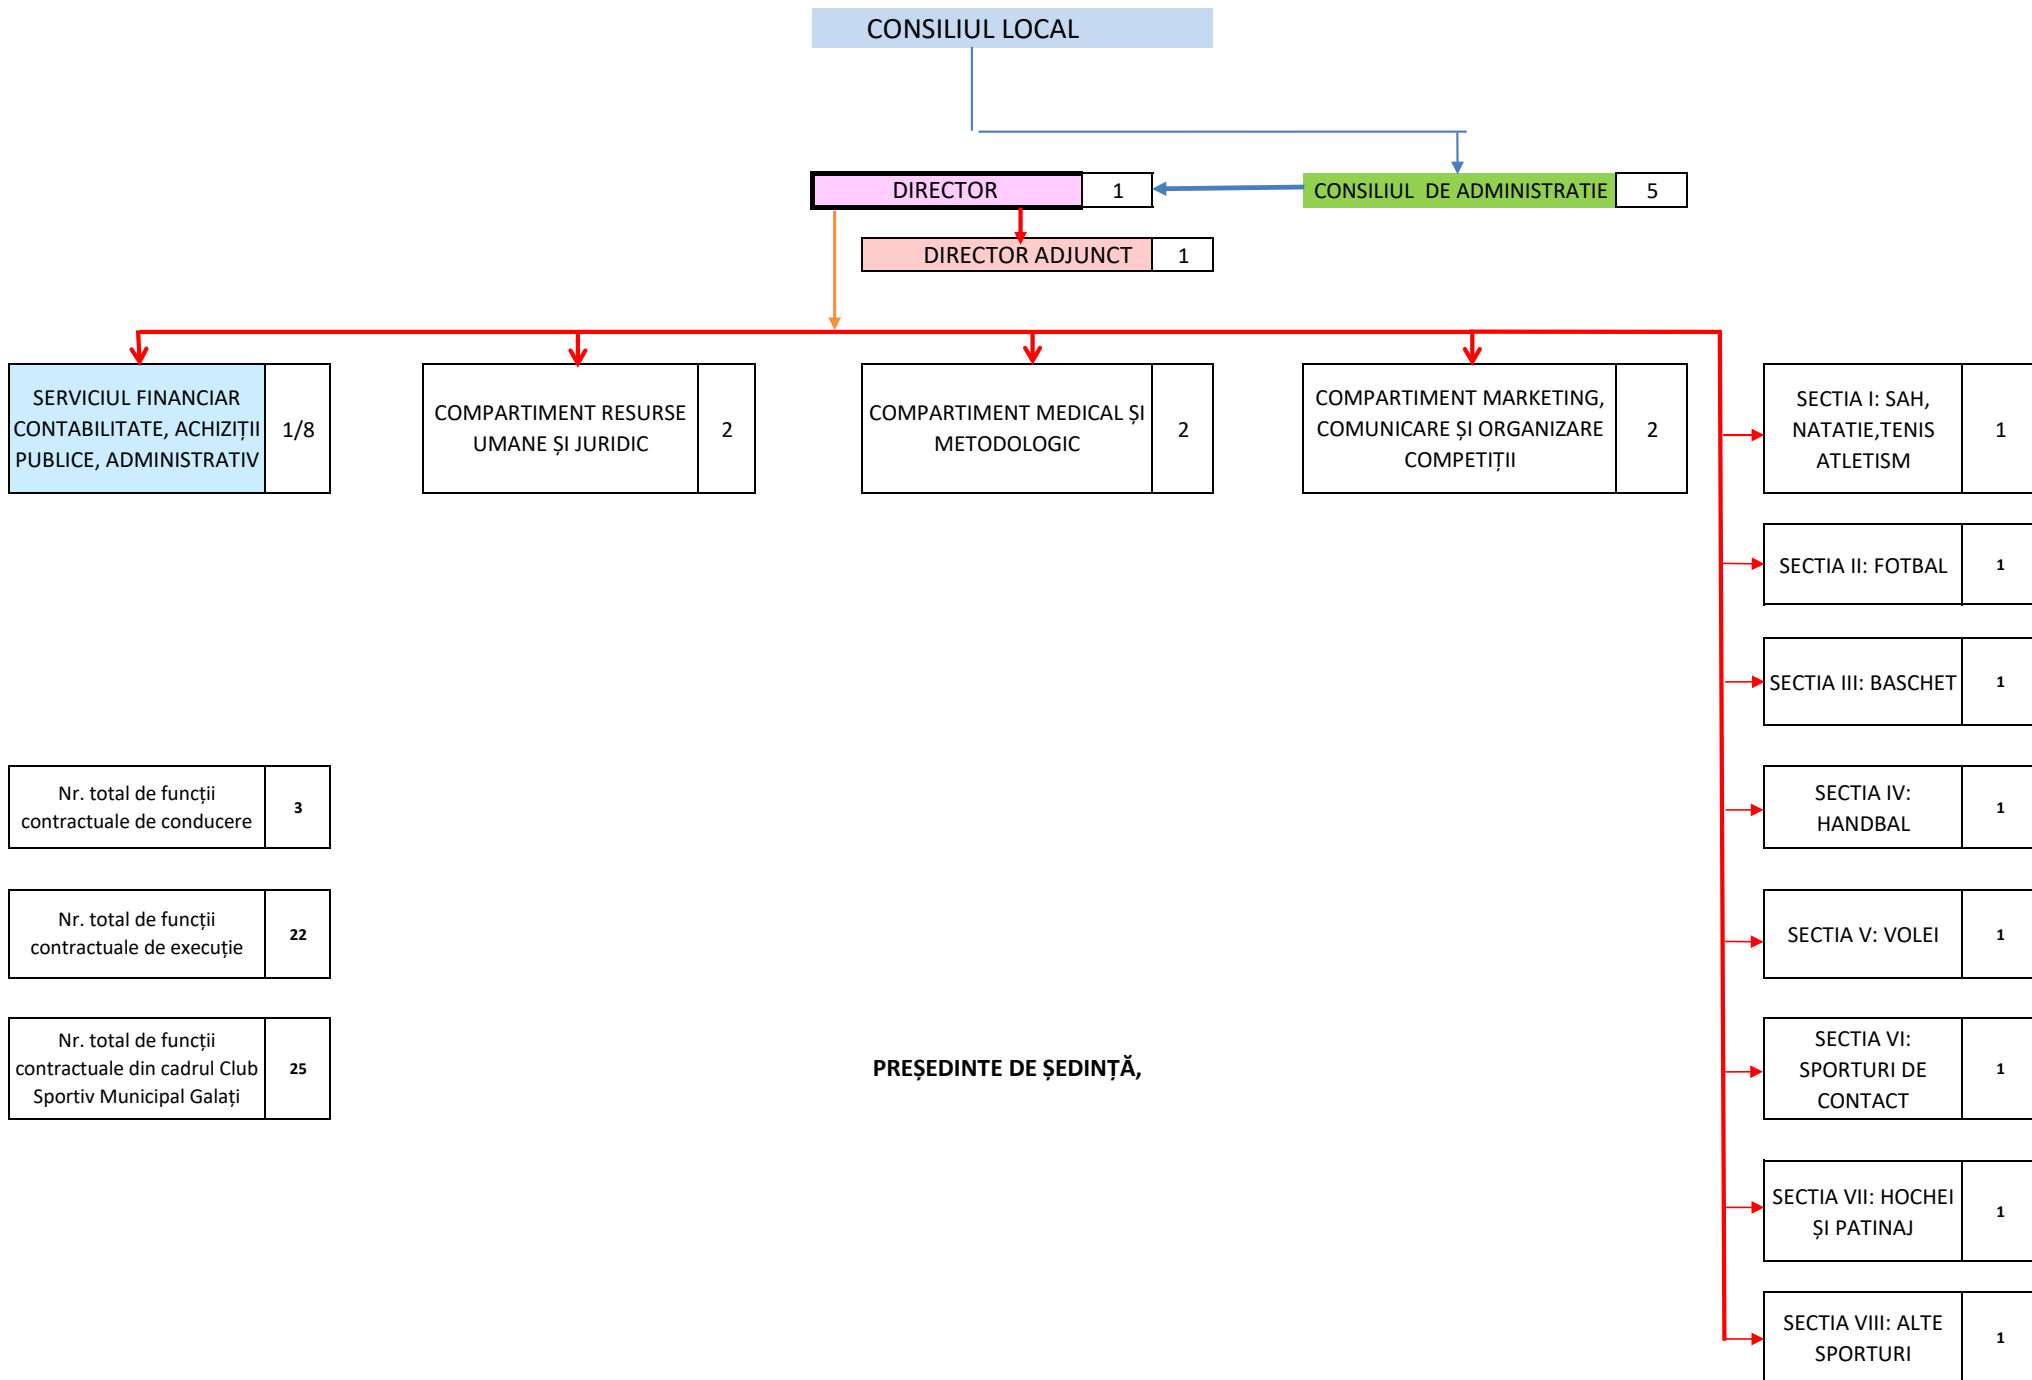 CONSILIUL LOCAL
DIRECTOR
1
CONSILIUL  DE ADMINISTRATIE
5
DIRECTOR ADJUNCT
1
SERVICIUL FINANCIAR
CONTABILITATE, ACHIZIȚII
PUBLICE, ADMINISTRATIV
1/8
COMPARTIMENT RESURSE
UMANE ȘI JURIDIC
2
COMPARTIMENT MEDICAL ȘI
METODOLOGIC
2
COMPARTIMENT MARKETING,
COMUNICARE ȘI ORGANIZARE
COMPETIȚII
2
SECTIA I: SAH,
NATATIE,TENIS
ATLETISM
1
SECTIA II: FOTBAL
1
SECTIA III: BASCHET
1
Nr. total de funcții
contractuale de conducere
3
SECTIA IV:
HANDBAL
1
Nr. total de funcții
contractuale de execuție
22
SECTIA V: VOLEI
1
Nr. total de funcții
contractuale din cadrul Club
Sportiv Municipal Galați
25
PREȘEDINTE DE ȘEDINȚĂ,
SECTIA VI:
SPORTURI DE
CONTACT
1
SECTIA VII: HOCHEI
ȘI PATINAJ
1
SECTIA VIII: ALTE
SPORTURI
1